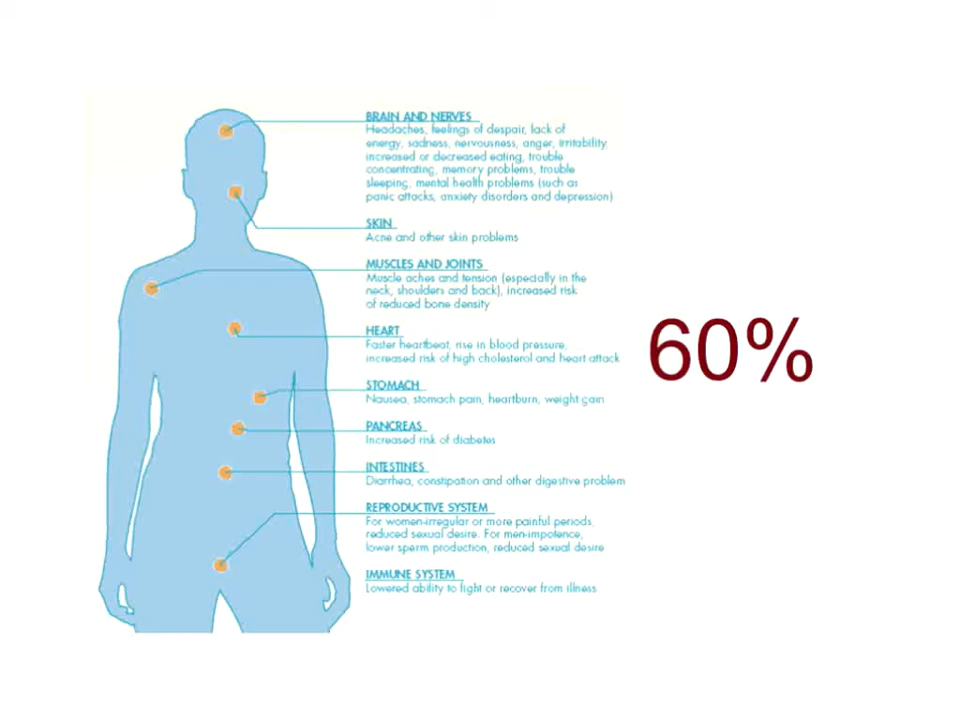 BRAIN AND NERVES
Headaches, feelings of despair, lack of
energy, sadness, nervousness, anger, irritability
increased or decreased eating, trouble
concentrating, memory problems, trouble
sleeping, mental health problems (such as
panic attacks, anxiety disorders and depression)
SKIN
Acne and other skin problems
MUSCLES AND JOINTS
Muscle aches and tension (especially in the
neck, shoulders and back), increased risk
of reduced bone density
HEART
Faster heartbeat, rise in blood pressure,
increased risk of high cholesterol and heart attack
STOMACH
Nausea, stomach pain, heartburn, weight gain
PANCREAS
Increased risk of diabetes
INTESTINES
Diarrhea, constipation and other digestive problem
REPRODUCTIVE SYSTEM
For women-irregular or more painful periods,
reduced sexual desire. For men-impotence,
lower sperm production, reduced sexual desire
IMMUNE SYSTEM
Lowered ability to fight or recover from illness
60%